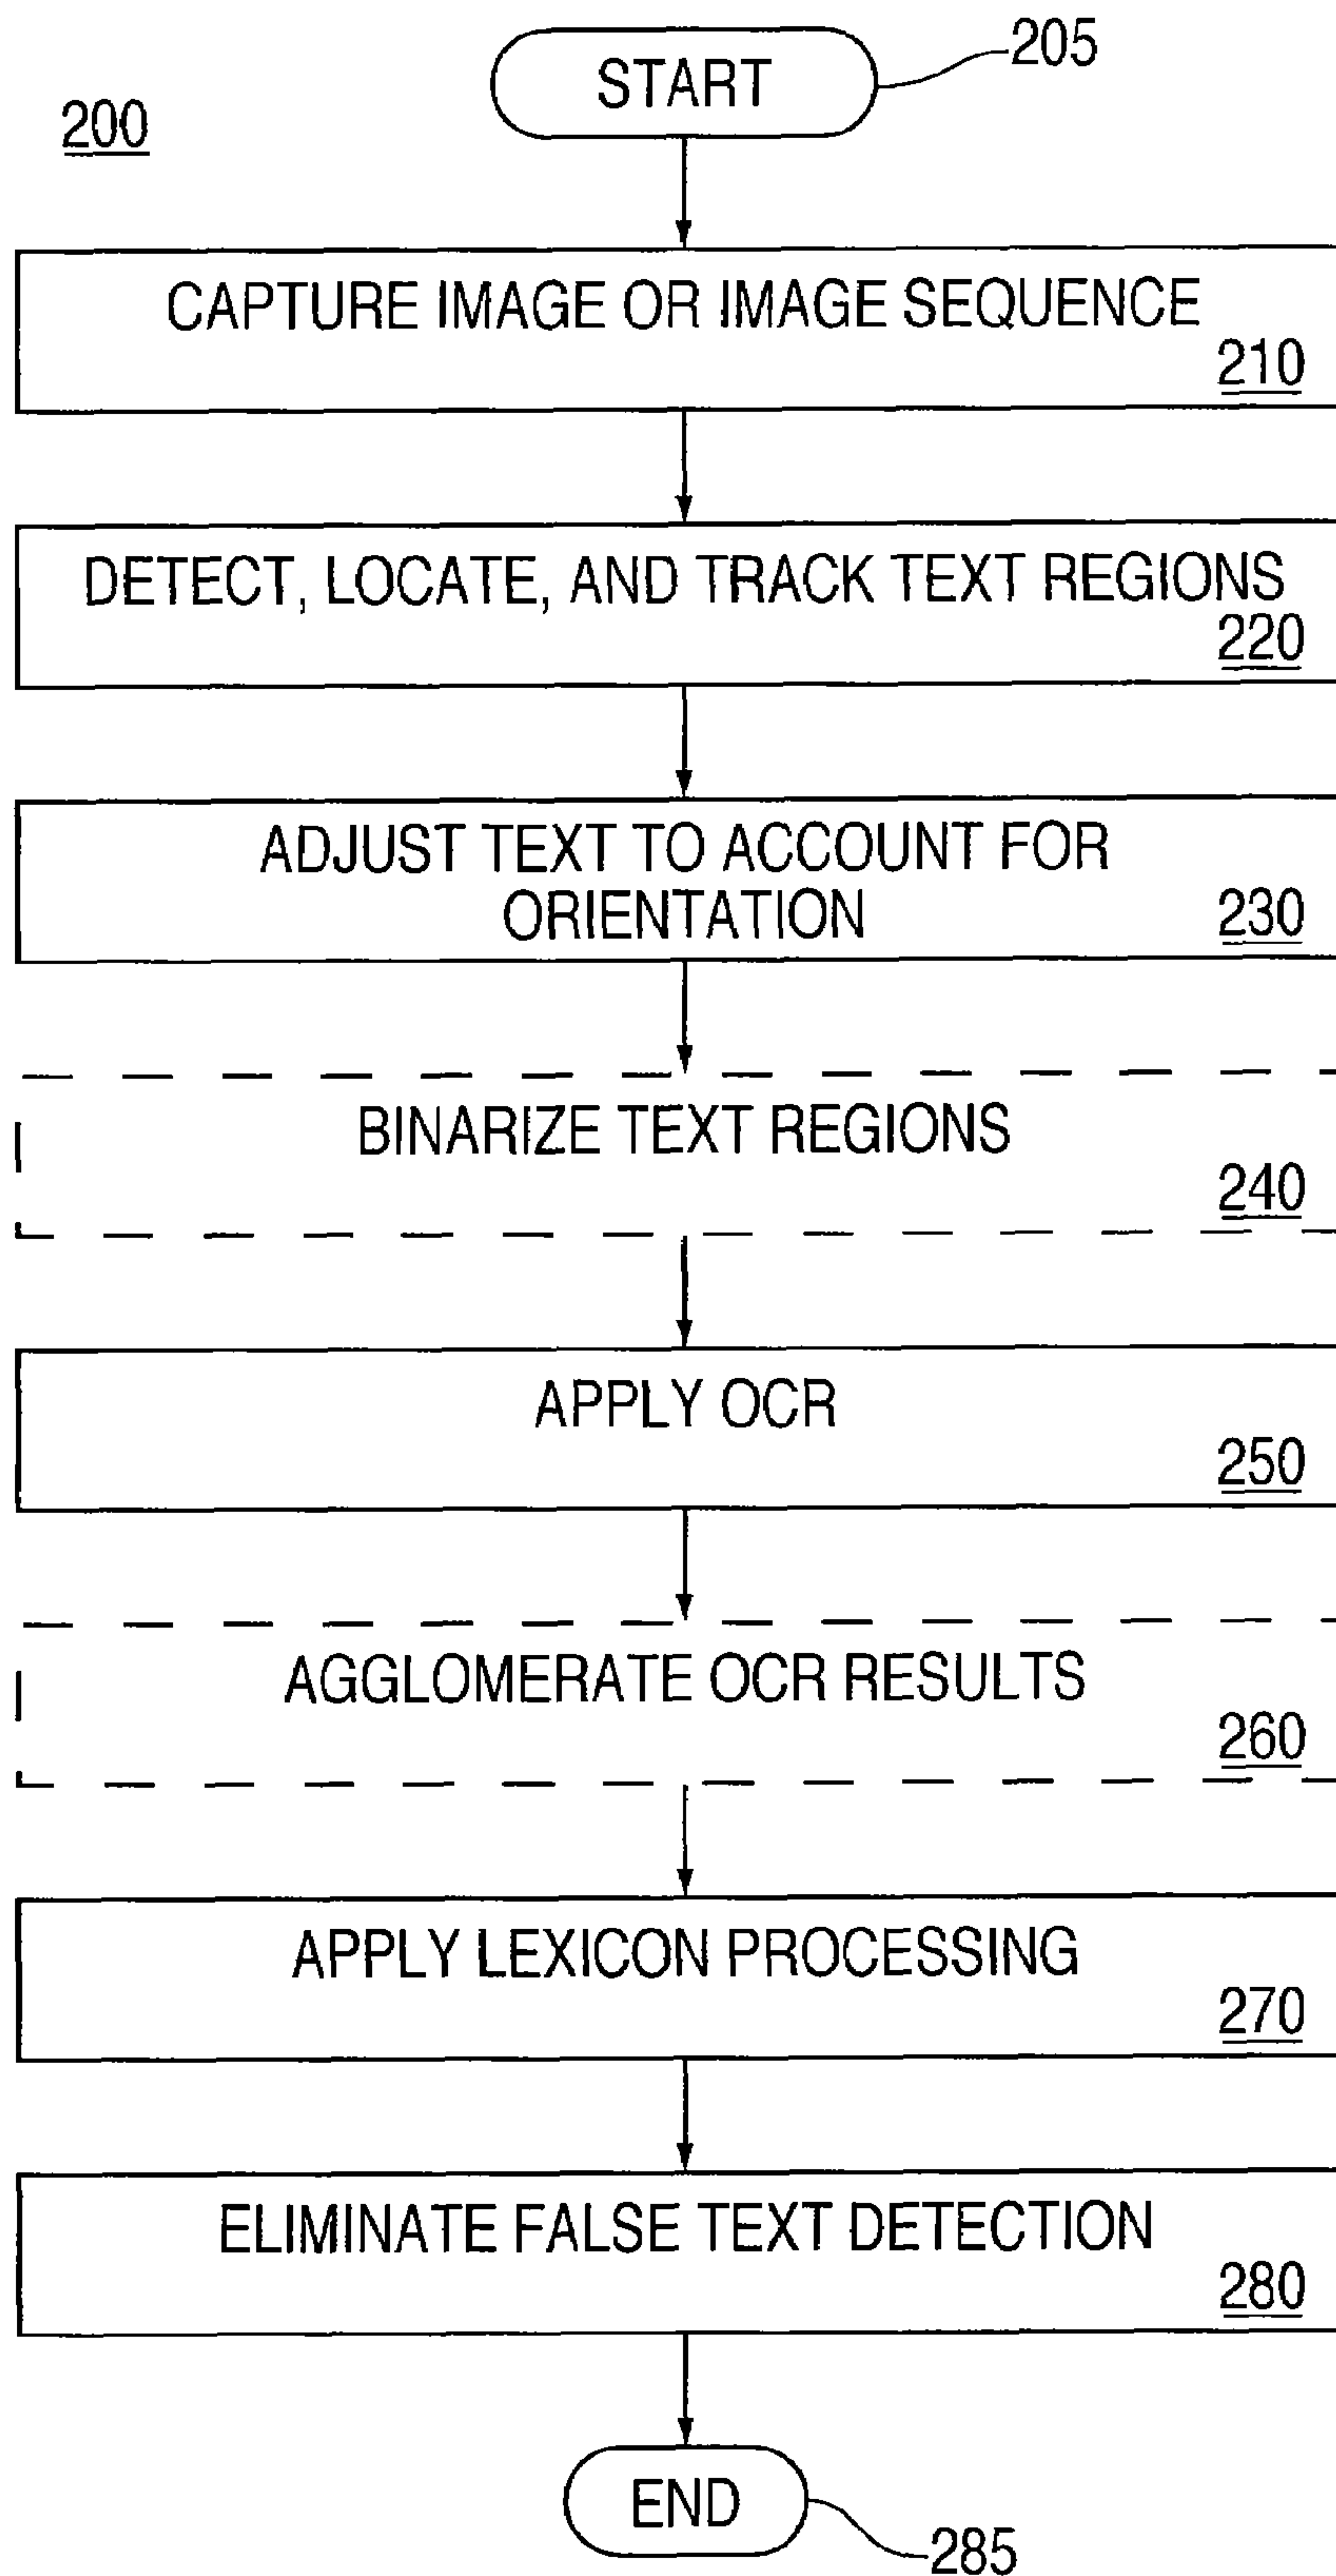 START
205
200
CAPTURE IMAGE OR IMAGE SEQUENCE
210
DETECT, LOCATE, AND TRACK TEXT REGIONS
220
ADJUST TEXT TO ACCOUNT FOR
ORIENTATION
230
BINARIZE TEXT REGIONS
240
APPLY OCR
250
AGGLOMERATE OCR RESULTS
260
APPLY LEXICON PROCESSING
270
ELIMINATE FALSE TEXT DETECTION
280
END
285